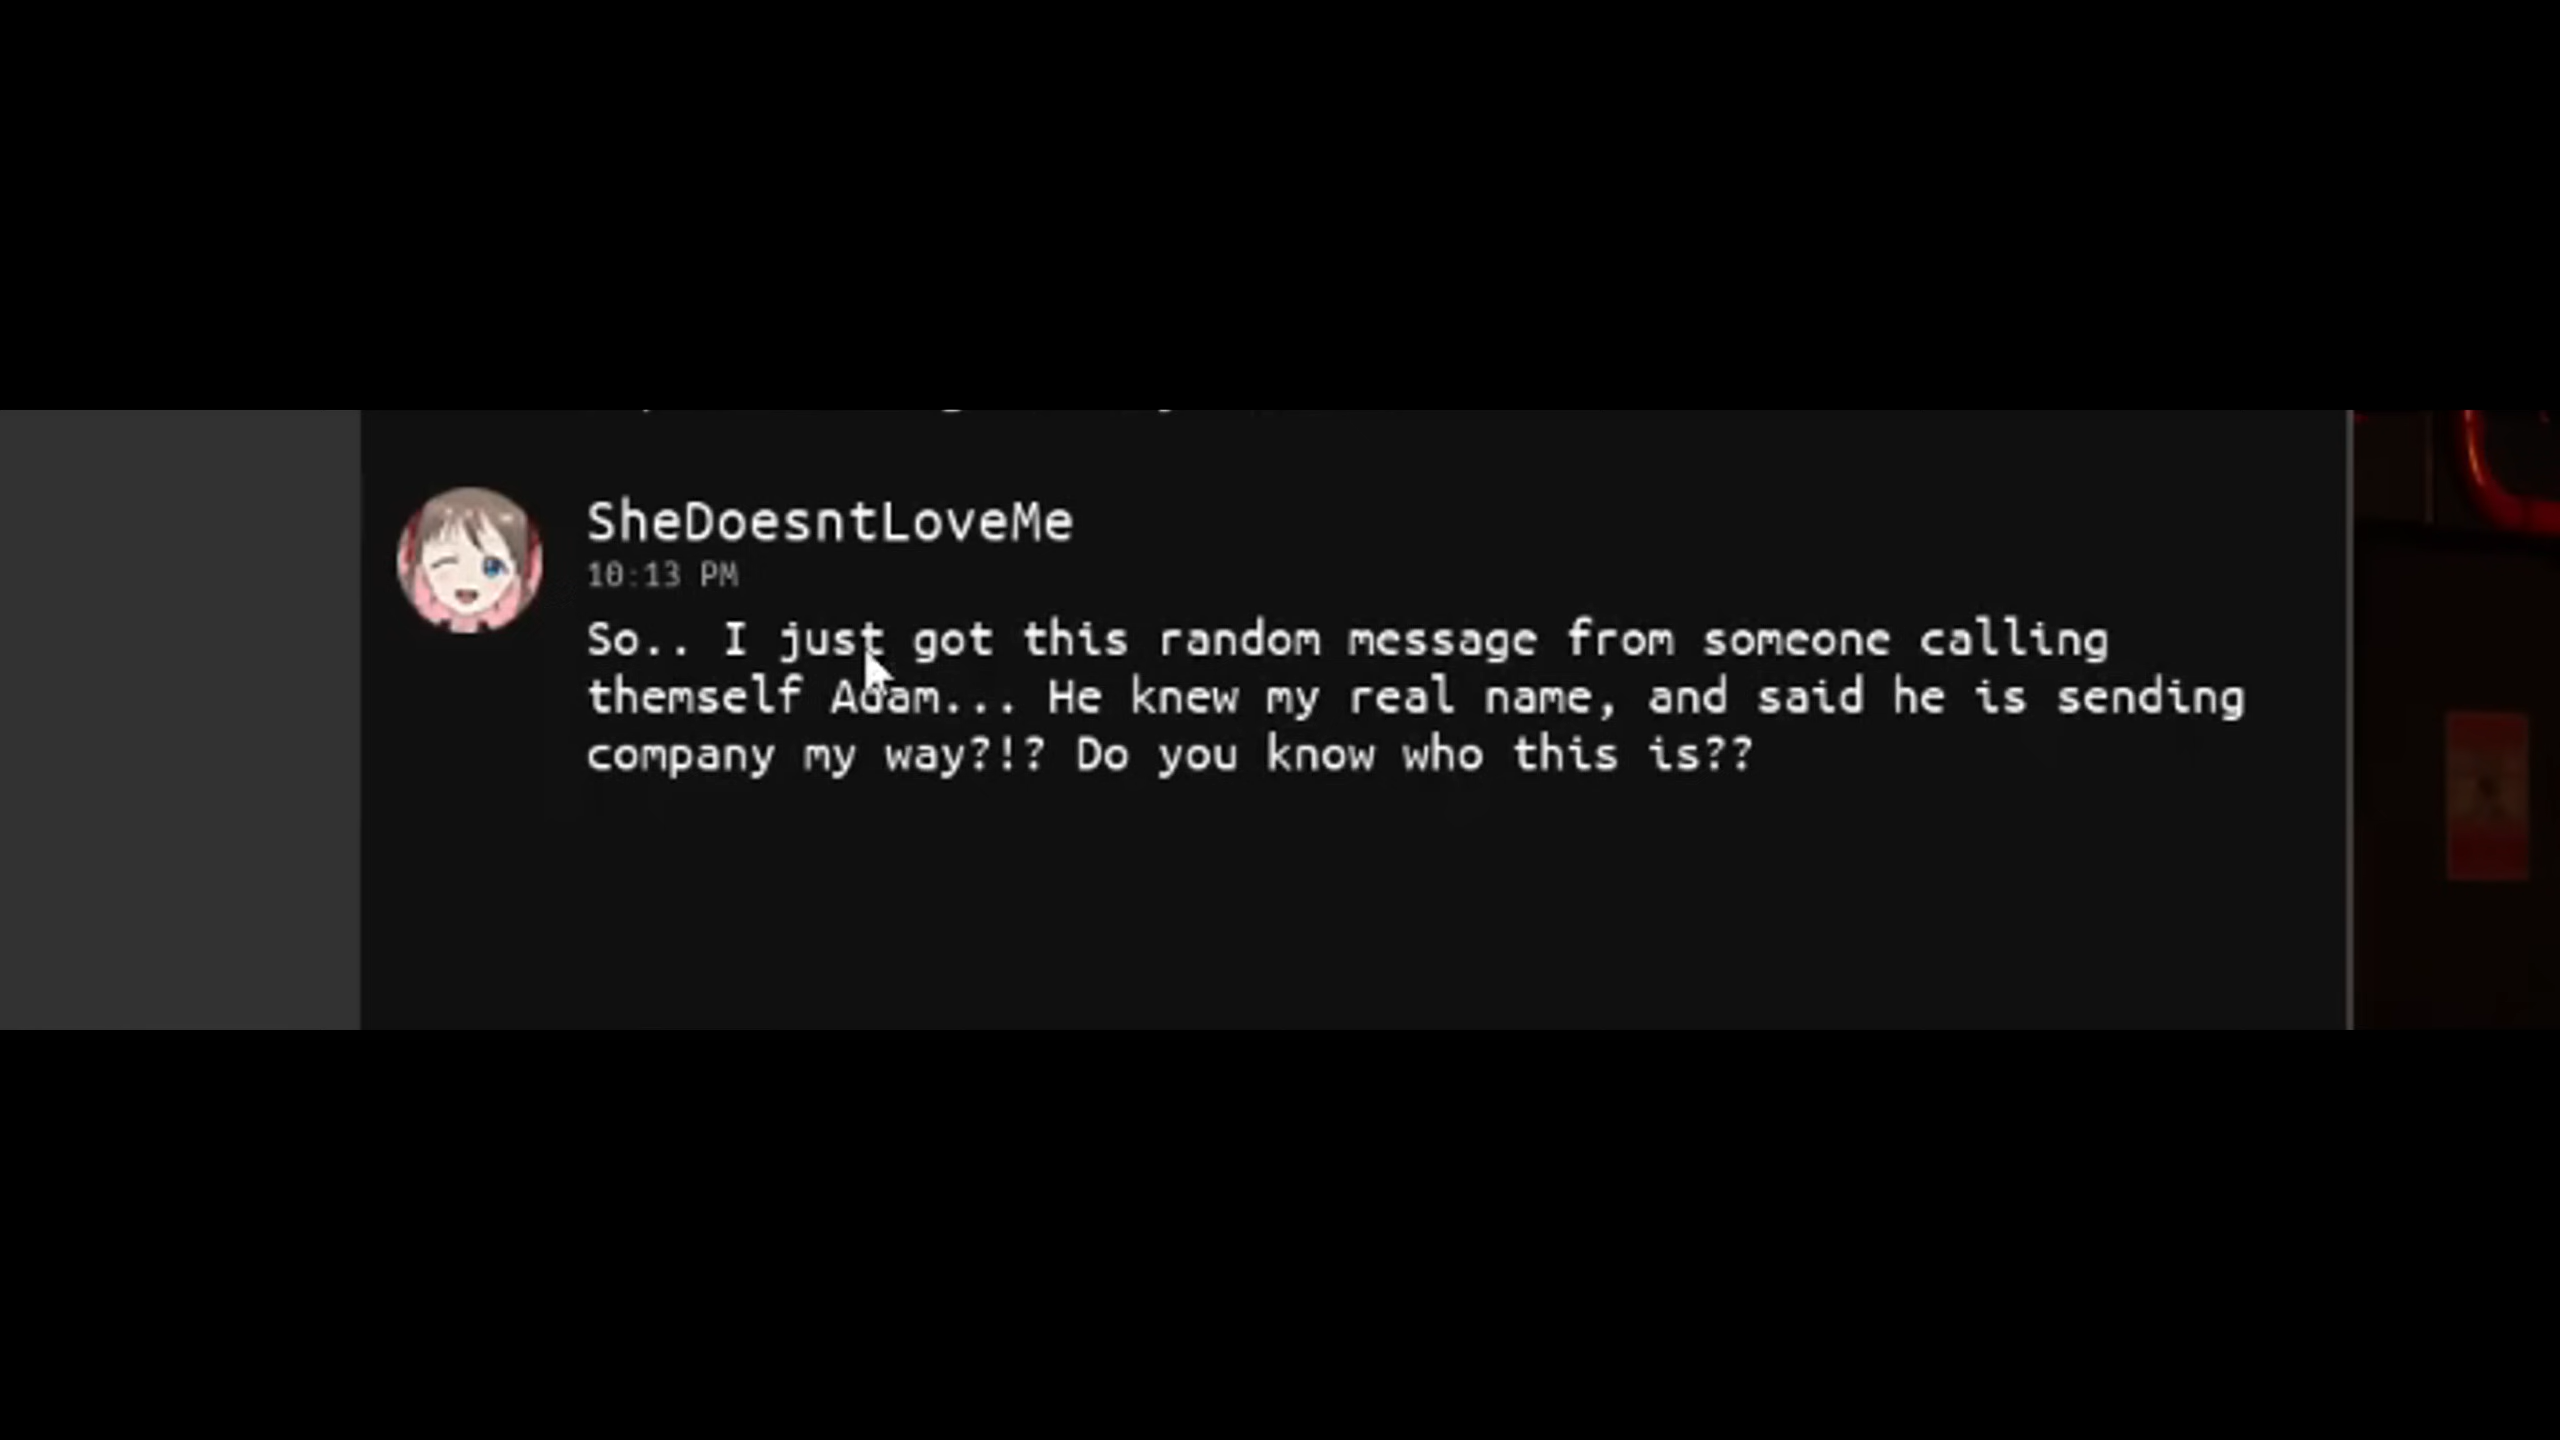 SheDoesntLoveMe
10:13 PM
So.. I just got this random message from someone calling
themself Adam... He knew my real name, and said he is sending
company my way?!? Do you know who this is??